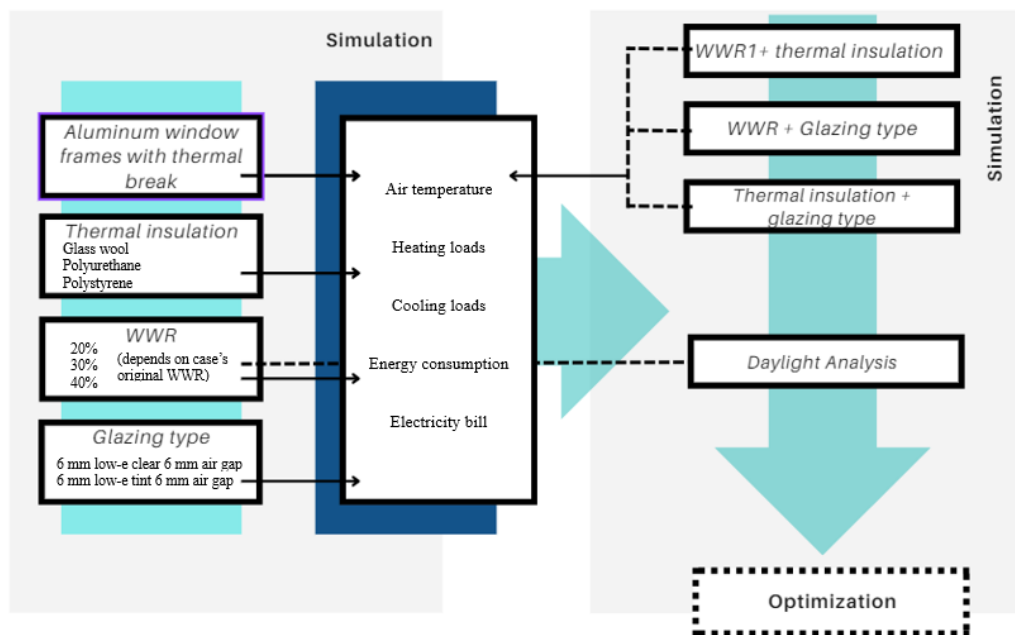 Simulation
Aluminum window
frames with thermal
break
Thermal insulation
Glass wool
Polyurethane
Polystyrene
WWR
20%
30%
40%
(depends on case's
original WWR)
Glazing type
6 mm low-e clear 6 mm air gap
6 mm low-e tint 6 mm air gap
Air temperature
Heating loads
Cooling loads
Energy consumption
Electricity bill
WWR1+ thermal insulation
WWR + Glazing type
Thermal insulation +
glazing type
Simulation
Daylight Analysis
Optimization